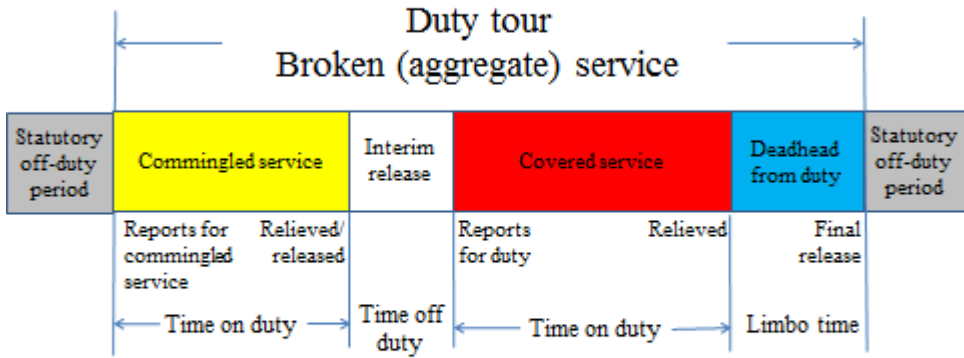 Duty tour
Broken (aggregate) service
Statutory
off-duty
period
Commingled service
Interim
release
Covered service
Deadhead
from duty
Statutory
off-duty
period
Reports for
commingled
service
Relieved/
released
Reports
for duty
Relieved
Final
release
Time on duty
Time off
duty
Time on duty
Limbo time